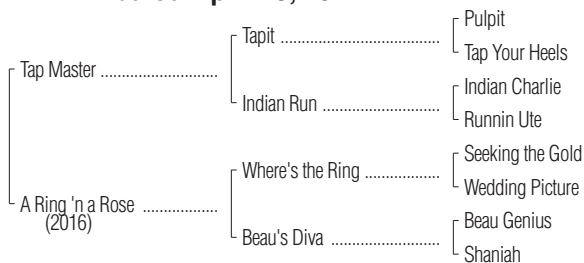 Pulpit
Tapit ........................................
Tap Your Heels
Tap Master .............................
Indian Charlie
Indian Run ...................................
Runnin Ute
Seeking the Gold
Where's the Ring ...................
Wedding Picture
A Ring 'n a Rose ...................
(2016)
Beau Genius
Beau's Diva ...........................
Shaniah